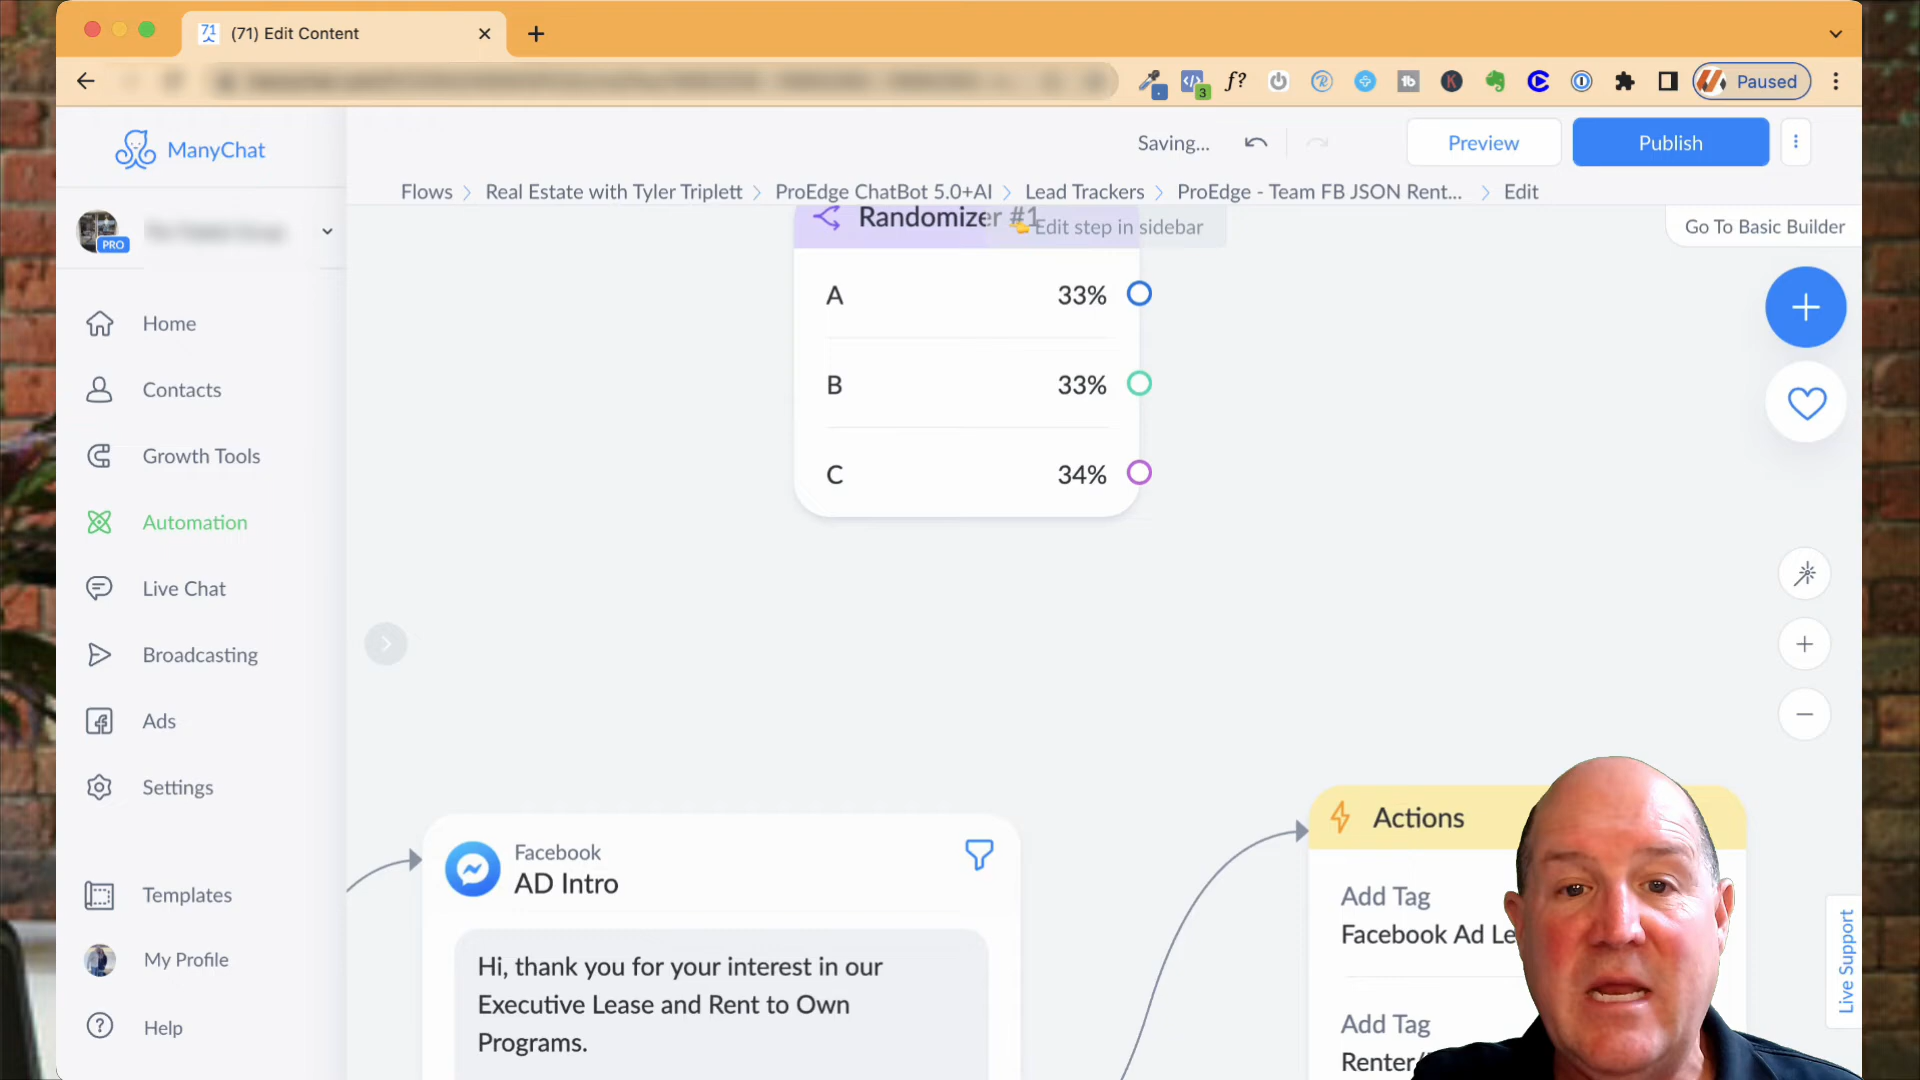 71
(71) Edit Content
3
f?
tb
K
Paused
ManyChat
Saving...
Preview
Publish
Flows
Real Estate with Tyler Triplett
ProEdge ChatBot 5.0+AI
Lead Trackers
ProEdge - Team FB JSON Rent...
Edit
PRO
Randomizer #1
Edit step in sidebar
Go To Basic Builder
A 33%
B 33%
C 34%
Home
Contacts
Growth Tools
Automation
Live Chat
Broadcasting
Ads
Settings
Templates
My Profile
Help
Facebook
AD Intro
Hi, thank you for your interest in our
Executive Lease and Rent to Own
Programs.
Actions
Add Tag
Facebook Ad Le
Add Tag
Renter/
Live Support